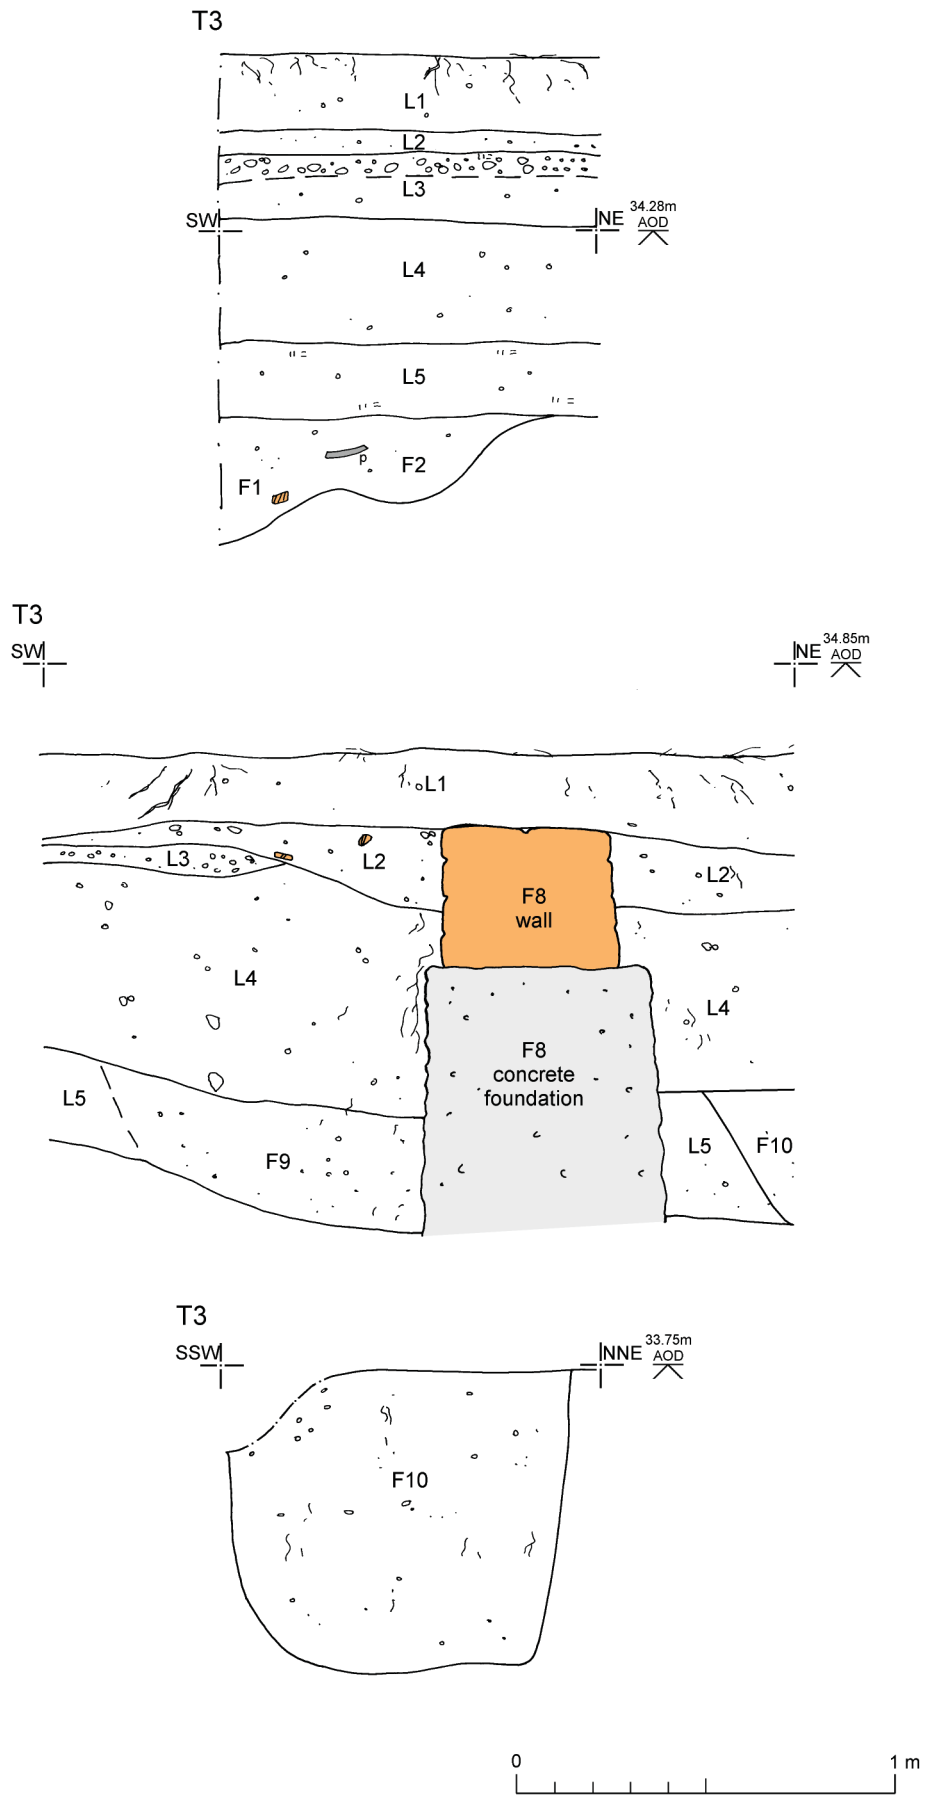 T3
L1
L2
L3
SW
NE
34.28m
AOD
L4
L5
p
F2
F1
T3
SW
NE
34.85m
AOD
L1
L3
L2
L2
F8
wall
L4
L4
F8
concrete
foundation
L5
F9
L5
F10
T3
SSW
NNE
33.75m
AOD
F10
0
1 m